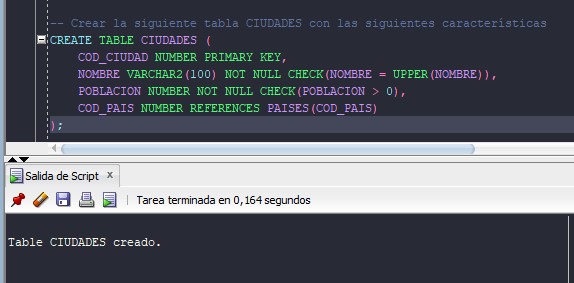 -- Crear la siguiente tabla CIUDADES con las siguientes características
CREATE TABLE CIUDADES (
COD_CIUDAD NUMBER PRIMARY KEY,
NOMBRE VARCHAR2(100) NOT NULL CHECK(NOMBRE = UPPER(NOMBRE)),
POBLACION NUMBER NOT NULL CHECK(POBLACION > 0),
COD_PAIS NUMBER REFERENCES PAISES(COD_PAIS)
);
Salida de Script x
Tarea terminada en 0,164 segundos
Table CIUDADES creado.